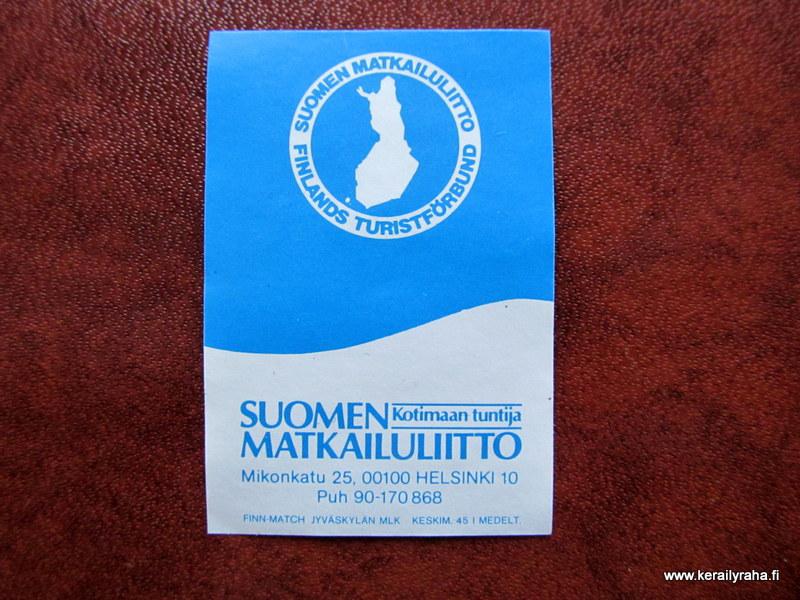 SUOMEN MATKAILULIITTO
FINLANDS TURISTFÖRBUND
SUOMEN Kotimaan tuntija
MATKAILULIITTO
Mikonkatu 25, 00100 HELSINKI 10
Puh 90-170 868
FINN-MATCH JYVÄSKYLÄN MLK KESKIM. 45 I MEDELT.
www.kerailyraha.fi